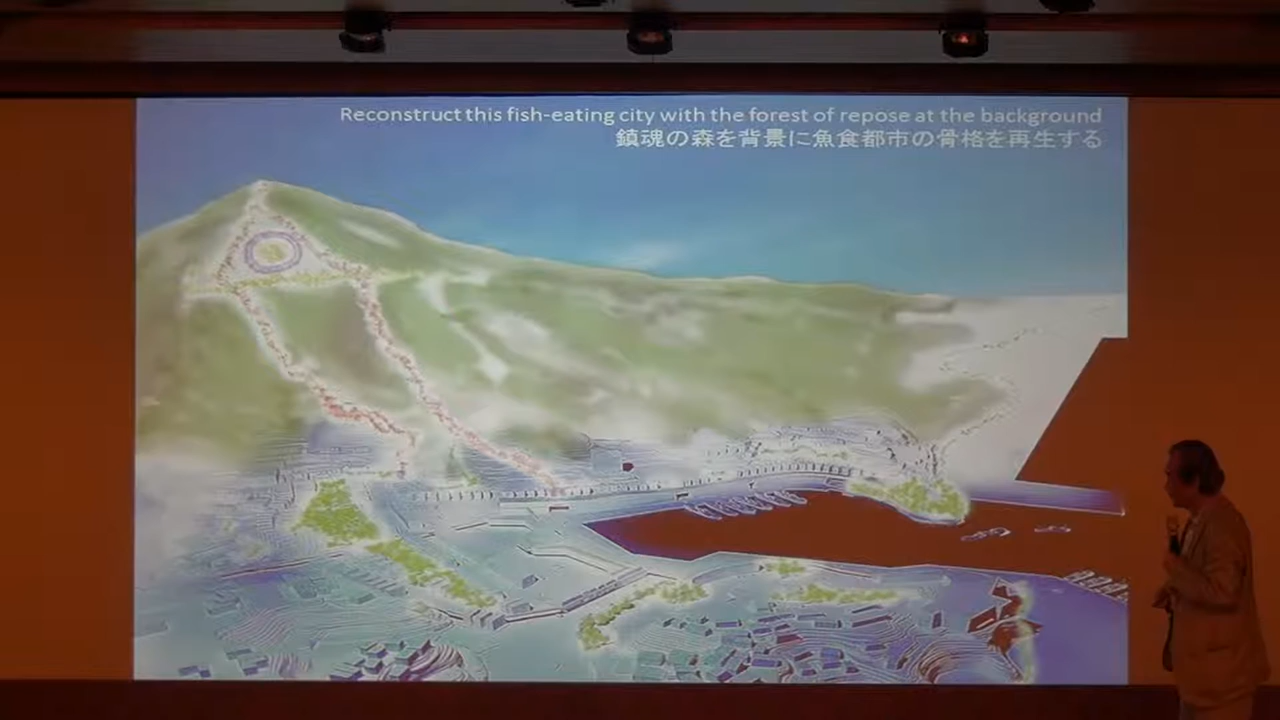 Reconstruct this fish-eating city with the forest of repose at the background
鎮魂の森を背景に魚食都市の骨格を再生する